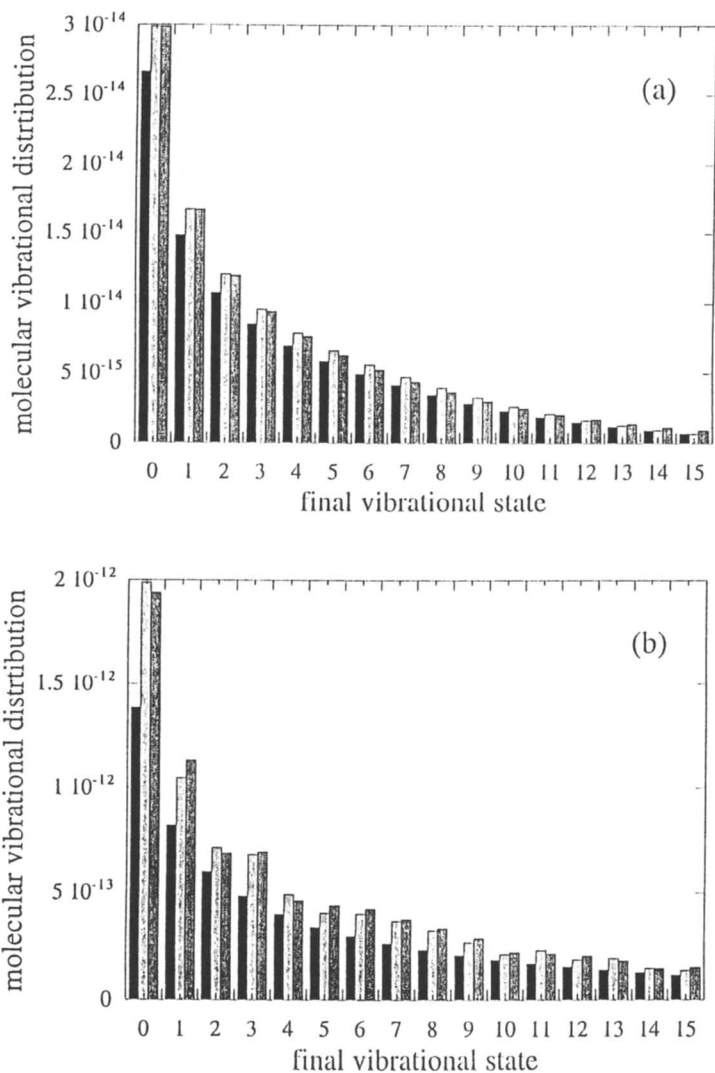 3 10-14
2.5 10-14
2 10-14
1.5 10-14
1 10-14
5 10-15
0
molecular vibrational distrtibution
(a)
0 1 2 3 4 5 6 7 8 9 10 11 12 13 14 15
final vibrational state
2 10-12
1.5 10-12
1 10-12
5 10-13
0
molecular vibrational distrtibution
(b)
0 1 2 3 4 5 6 7 8 9 10 11 12 13 14 15
final vibrational state